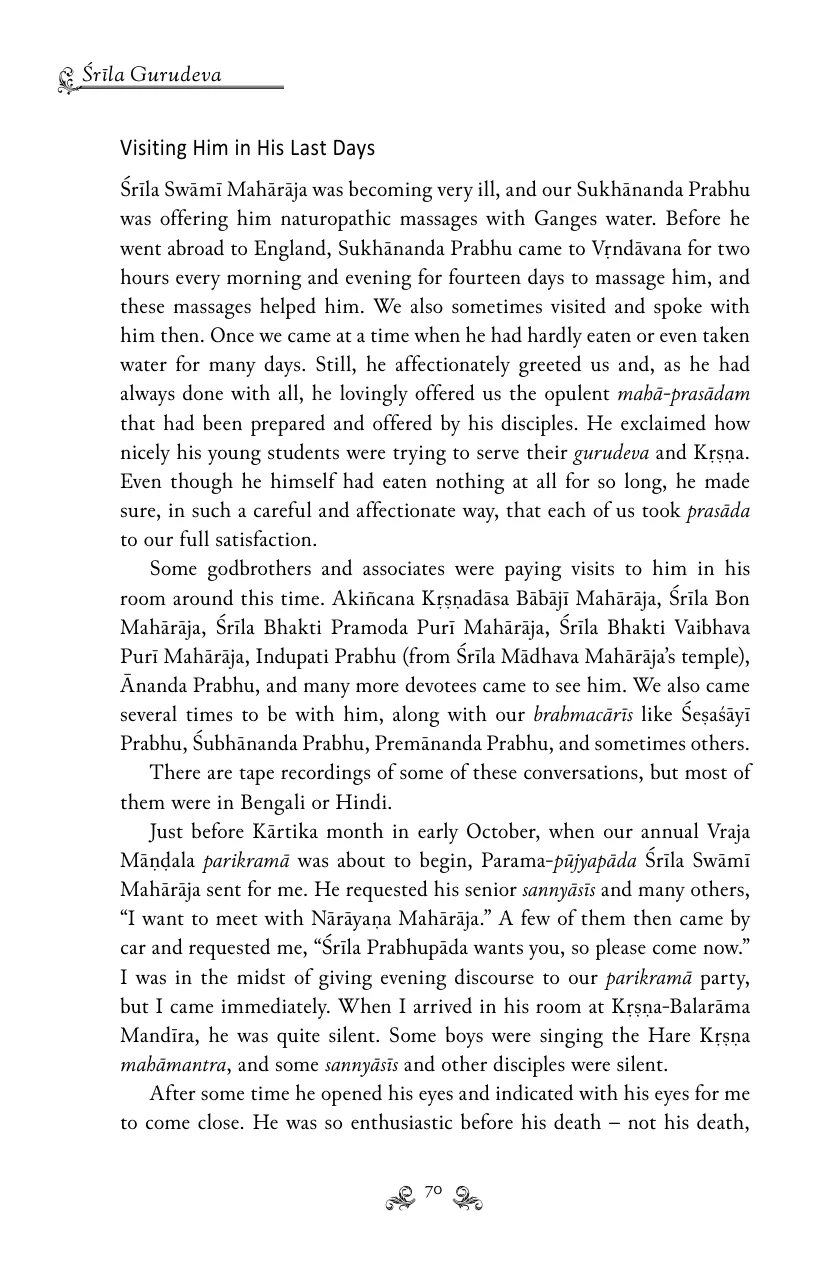 Śrīla Gurudeva
Visiting Him in His Last Days
Śrīla Swāmī Mahārāja was becoming very ill, and our Sukhānanda Prabhu
was offering him naturopathic massages with Ganges water. Before he
went abroad to England, Sukhānanda Prabhu came to Vṛndāvana for two
hours every morning and evening for fourteen days to massage him, and
these massages helped him. We also sometimes visited and spoke with
him then. Once we came at a time when he had hardly eaten or even taken
water for many days. Still, he affectionately greeted us and, as he had
always done with all, he lovingly offered us the opulent mahā-prasādam
that had been prepared and offered by his disciples. He exclaimed how
nicely his young students were trying to serve their gurudeva and Kṛṣṇa.
Even though he himself had eaten nothing at all for so long, he made
sure, in such a careful and affectionate way, that each of us took prasāda
to our full satisfaction.
Some godbrothers and associates were paying visits to him in his
room around this time. Akiñcana Kṛṣṇadāsa Bābājī Mahārāja, Śrīla Bon
Mahārāja, Śrīla Bhakti Pramoda Purī Mahārāja, Śrīla Bhakti Vaibhava
Purī Mahārāja, Indupati Prabhu (from Śrīla Mādhava Mahārāja’s temple),
Ānanda Prabhu, and many more devotees came to see him. We also came
several times to be with him, along with our brahmacārīs like Śeṣaśāyī
Prabhu, Śubhānanda Prabhu, Premānanda Prabhu, and sometimes others.
There are tape recordings of some of these conversations, but most of
them were in Bengali or Hindi.
Just before Kārtika month in early October, when our annual Vraja
Māṇḍala parikramā was about to begin, Parama-pūjyapāda Śrīla Swāmī
Mahārāja sent for me. He requested his senior sannyāsīs and many others,
“I want to meet with Nārāyaṇa Mahārāja.” A few of them then came by
car and requested me, “Śrīla Prabhupāda wants you, so please come now.”
I was in the midst of giving evening discourse to our parikramā party,
but I came immediately. When I arrived in his room at Kṛṣṇa-Balarāma
Mandīra, he was quite silent. Some boys were singing the Hare Kṛṣṇa
mahāmantra, and some sannyāsīs and other disciples were silent.
After some time he opened his eyes and indicated with his eyes for me
to come close. He was so enthusiastic before his death – not his death,
70